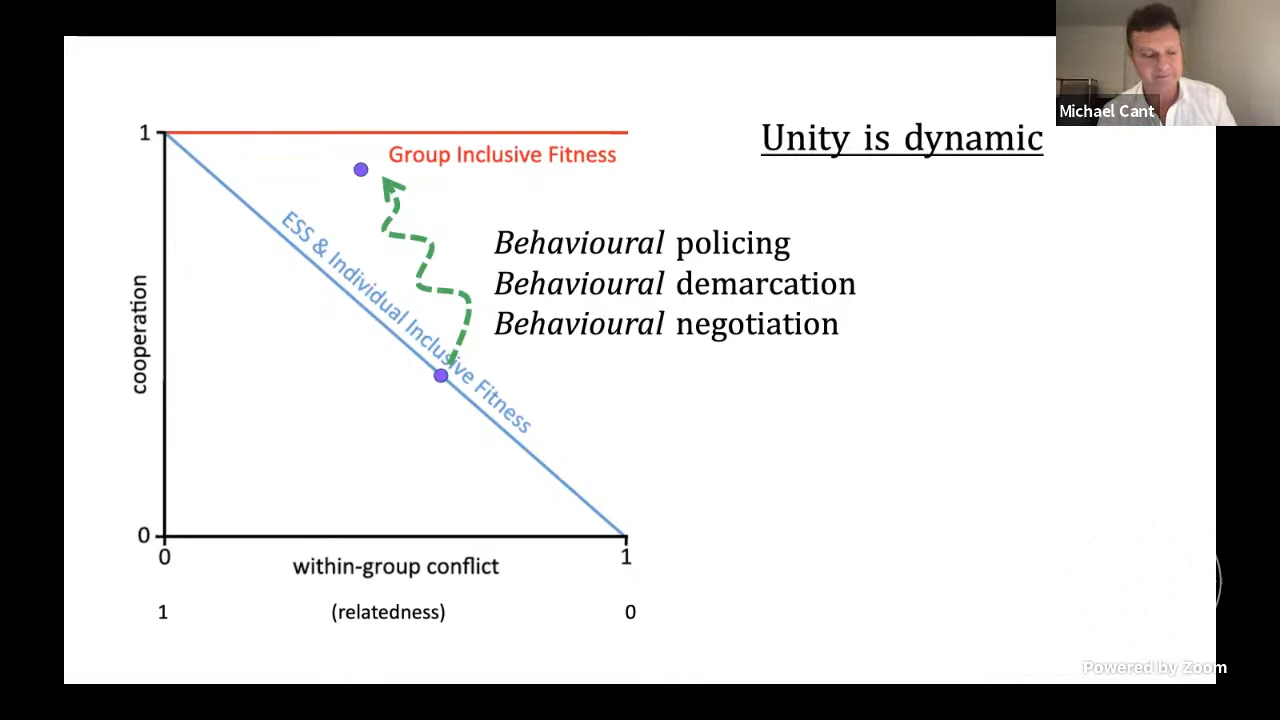 Michael Cant
Unity is dynamic
1
Group Inclusive Fitness
ESS & Individual Inclusive Fitness
Behavioural policing
Behavioural demarcation
Behavioural negotiation
cooperation
0
0
1
within-group conflict
1
(relatedness)
0
Powered by Zoom